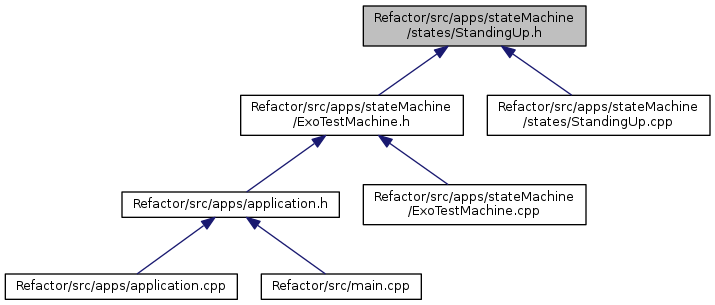 Refactor/src/apps/stateMachine
/states/StandingUp.h
Refactor/src/apps/stateMachine
/ExoTestMachine.h
Refactor/src/apps/stateMachine
/states/StandingUp.cpp
Refactor/src/apps/application.h
Refactor/src/apps/stateMachine
/ExoTestMachine.cpp
Refactor/src/apps/application.cpp
Refactor/src/main.cpp